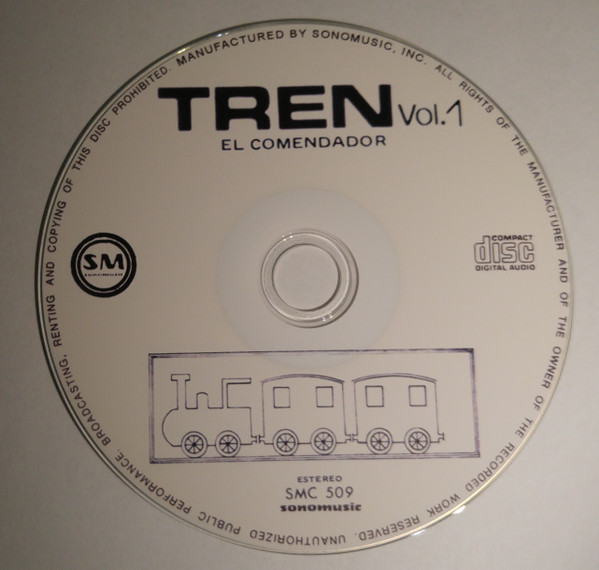 MANUFACTURED BY SONOMUSIC, INC. ALL RIGHTS OF THE MANUFACTURER AND OF THE OWNER OF THE RECORDED WORK RESERVED. UNAUTHORIZED PUBLIC PERFORMANCE, BROADCASTING, RENTING AND COPYING OF THIS DISC PROHIBITED.
TREN Vol.1
EL COMENDADOR
SM
SONOMUSIC
COMPACT
disc
DIGITAL AUDIO
ESTEREO
SMC 509
sonomusic